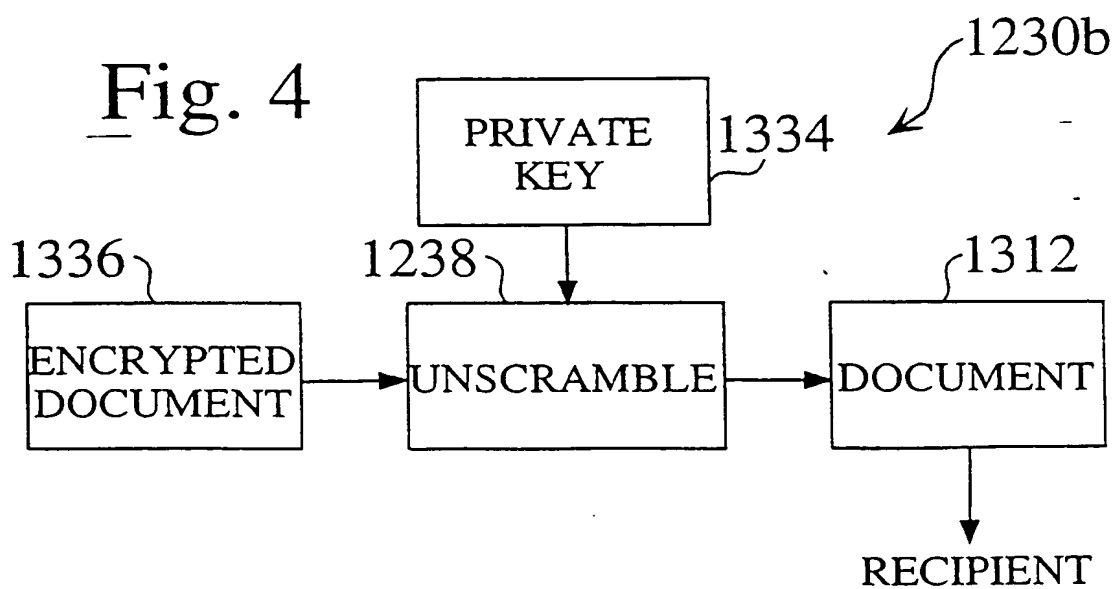 Fig. 4
1230b
PRIVATE
KEY
1334
1336
1238
1312
ENCRYPTED
DOCUMENT
UNSCRAMBLE
DOCUMENT
RECIPIENT